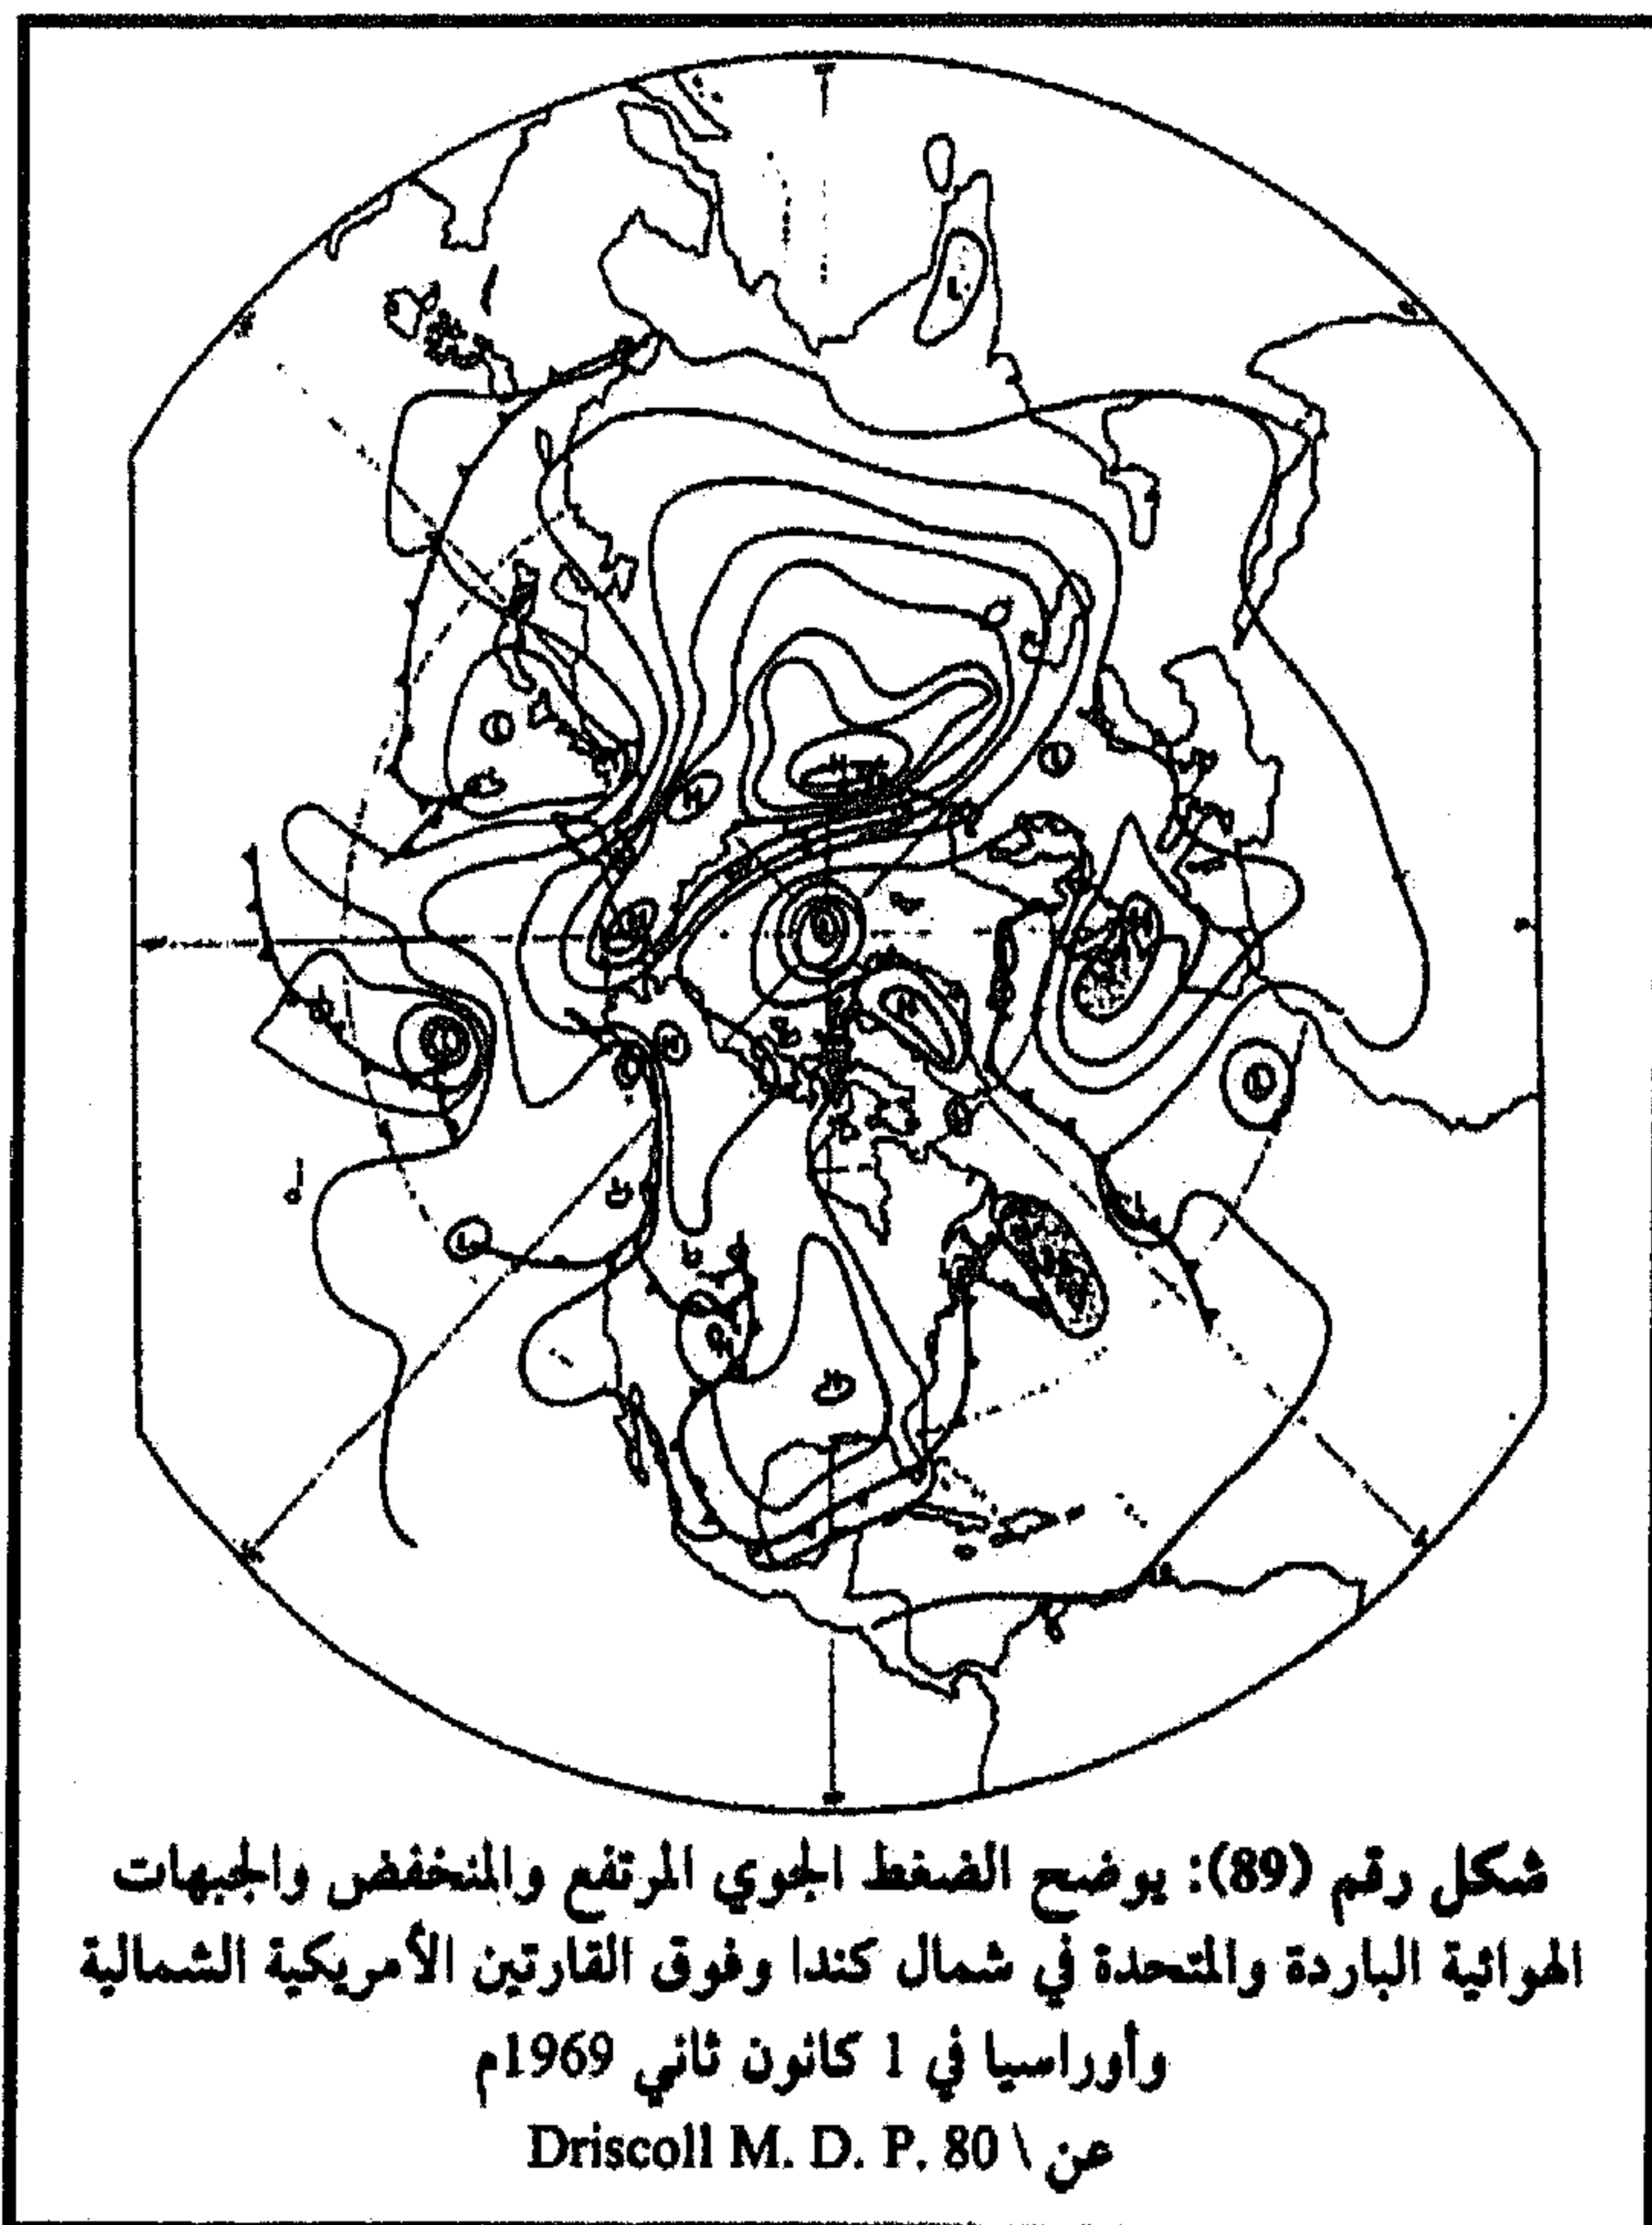 شكل رقم (89): يوضح الضغط الجوي المرتفع والمنخفض والجبهات
الهوائية الباردة والمتحدة في شمال كندا وفوق القارتين الأمريكية الشمالية
وأوراسيا في 1 كانون ثاني 1969م
عن \ Driscoll M. D. P. 80